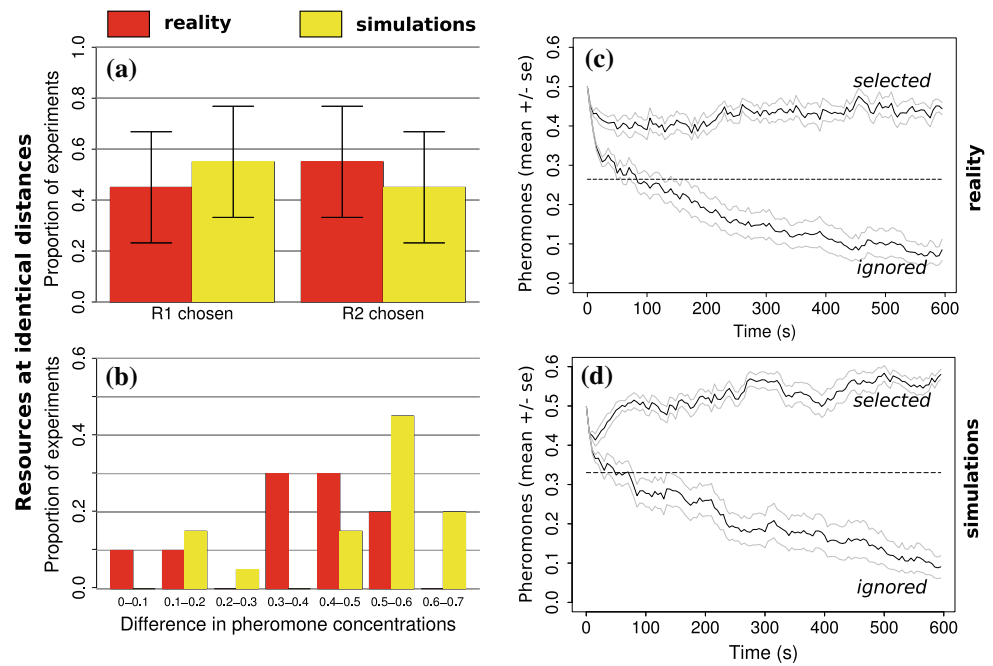 reality
simulations
Resources at identical distances
(a)
Proportion of experiments
1.0
0.8
0.6
0.4
0.2
0.0
R1 chosen
R2 chosen
(b)
Proportion of experiments
0.6
0.4
0.2
0.0
0–0.1
0.1–0.2
0.2–0.3
0.3–0.4
0.4–0.5
0.5–0.6
0.6–0.7
Difference in pheromone concentrations
(c)
Pheromones (mean +/- se)
0.6
0.5
0.4
0.3
0.2
0.1
0.0
selected
ignored
0
100
200
300
400
500
600
Time (s)
reality
(d)
Pheromones (mean +/- se)
0.6
0.5
0.4
0.3
0.2
0.1
0.0
selected
ignored
0
100
200
300
400
500
600
Time (s)
simulations